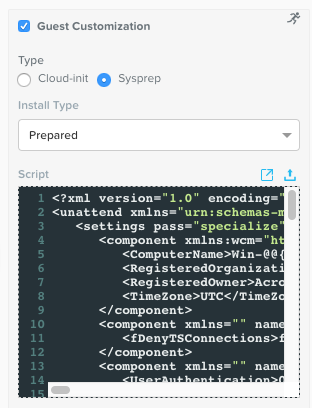 Guest Customization
Type
Cloud-init Sysprep
Install Type
Prepared
Script
1 <?xml version="1.0" encoding="
2 <unattend xmlns="urn:schemas-m
3 <settings pass="specialize"
4 <component xmlns:wcm="ht
5 <ComputerName>Win-@@{
6 <RegisteredOrganizati
7 <RegisteredOwner>Acro
8 <TimeZone>UTC</TimeZo
9 </component>
10 <component xmlns="" name
11 <fDenyTSConnections>f
12 </component>
13 <component xmlns="" name
14 <UserAuthentication>0
15